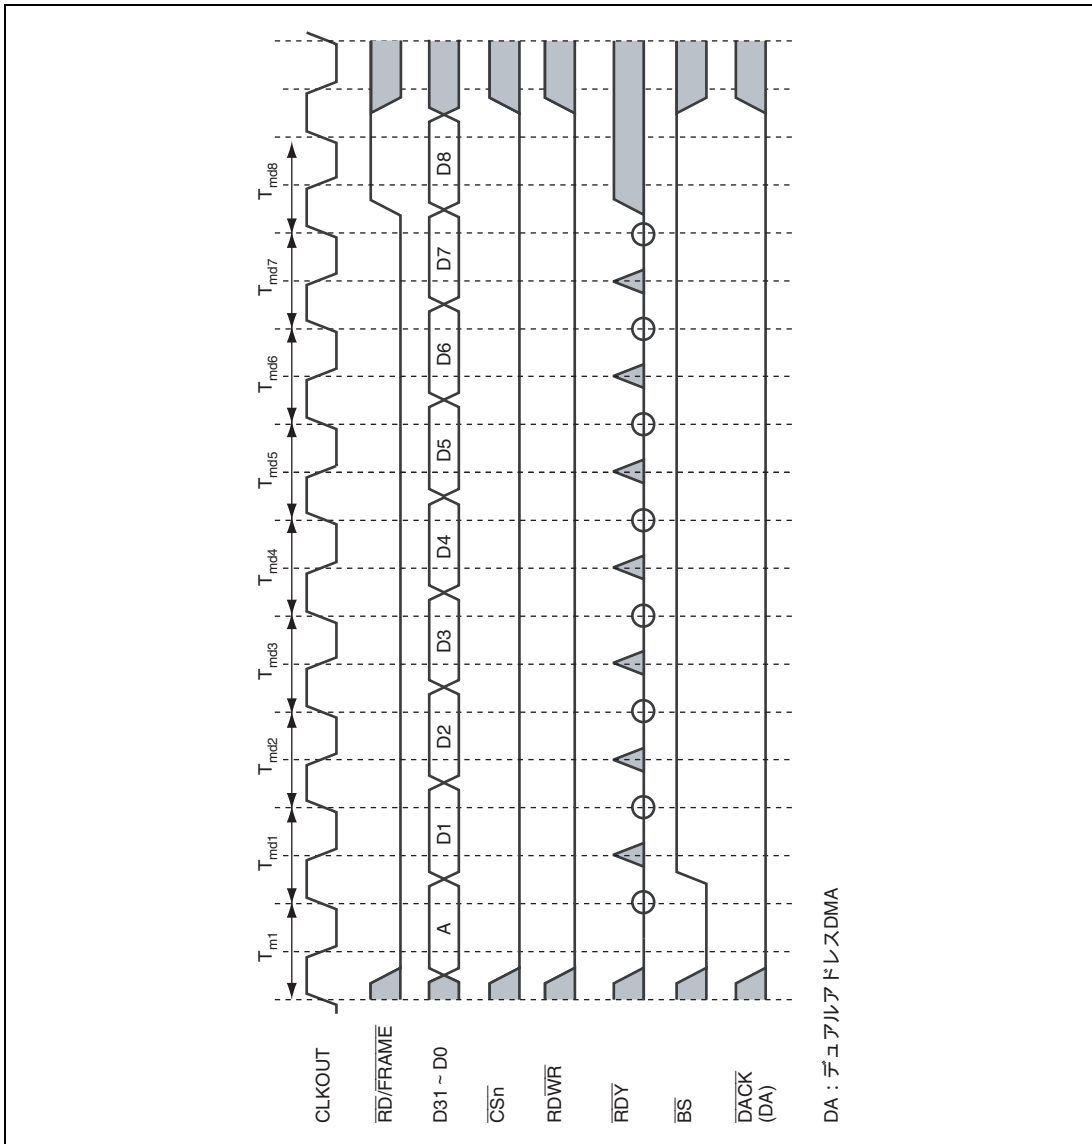 Tm1 Tmd1 Tmd2 Tmd3 Tmd4 Tmd5 Tmd6 Tmd7 Tmd8
CLKOUT
RD/FRAME
D31 ~ D0 A D1 D2 D3 D4 D5 D6 D7 D8
CSn
RDWR
RDY
BS
DACK
(DA)
DA : デュアルアドレスDMA